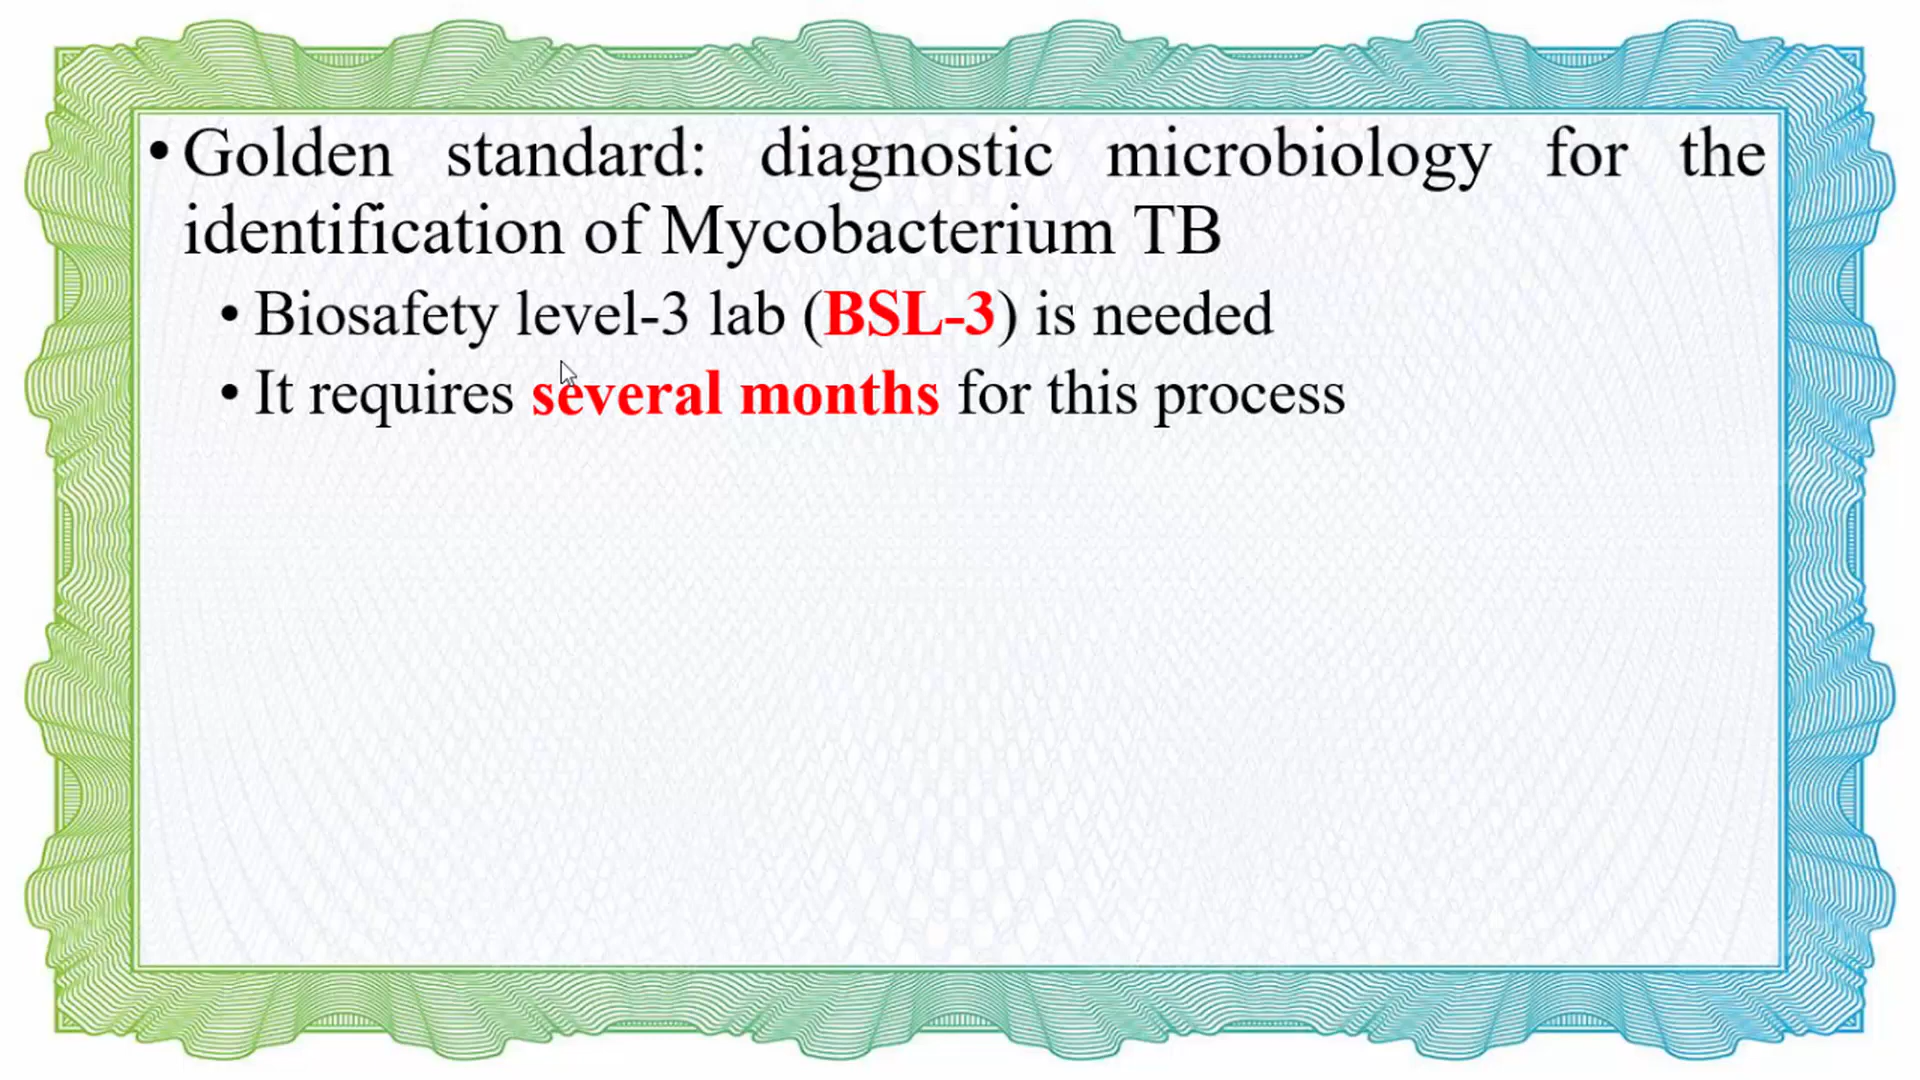 • Golden standard: diagnostic microbiology for the
identification of Mycobacterium TB
• Biosafety level-3 lab (BSL-3) is needed
• It requires several months for this process